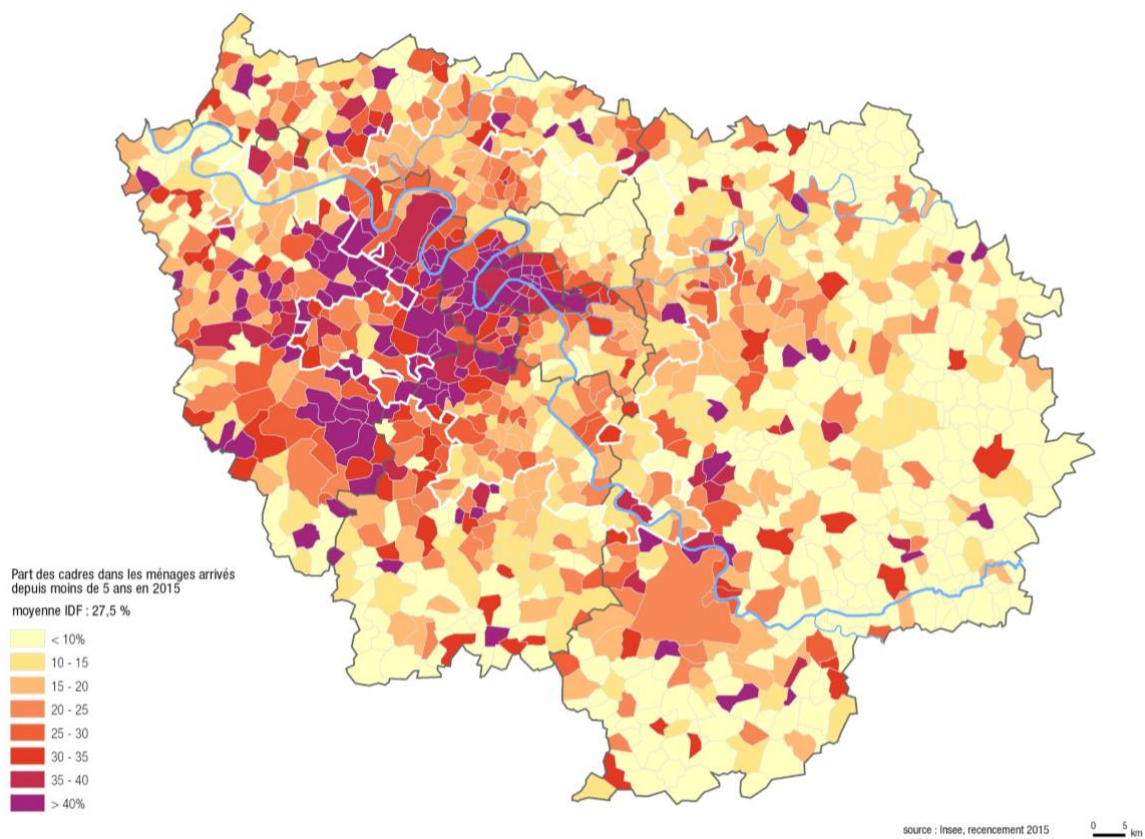 Part des cadres dans les ménages arrivés
depuis moins de 5 ans en 2015
moyenne IDF : 27,5 %
< 10%
10 - 15
15 - 20
20 - 25
25 - 30
30 - 35
35 - 40
> 40%
source : Insee, recencement 2015
0 5
km